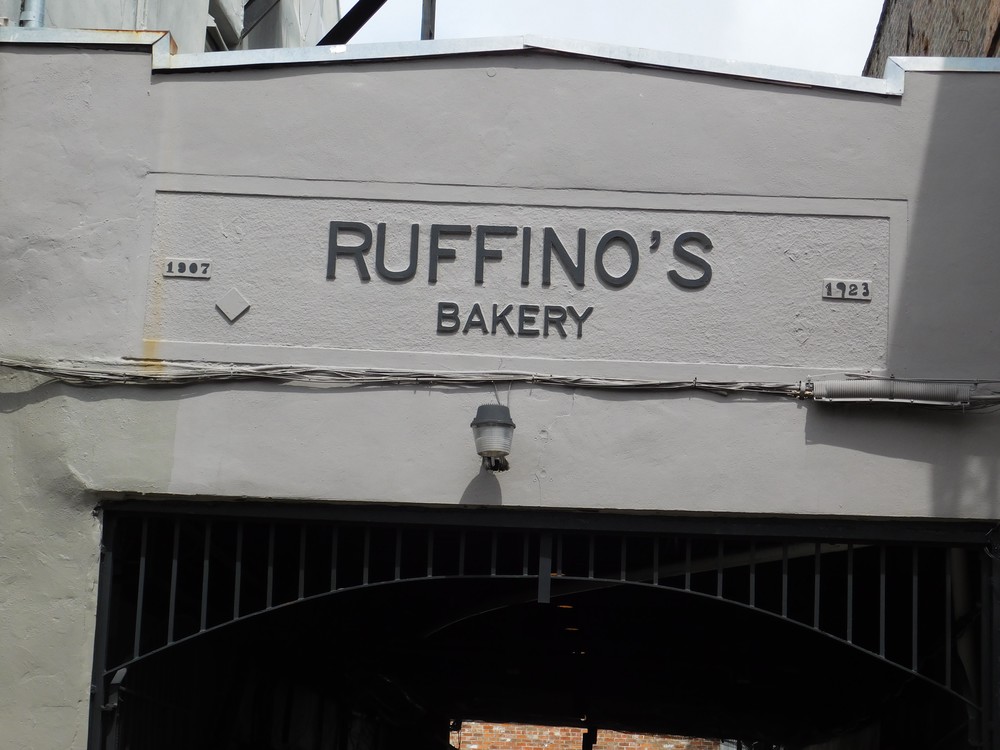 RUFFINO'S
1907
1923
BAKERY